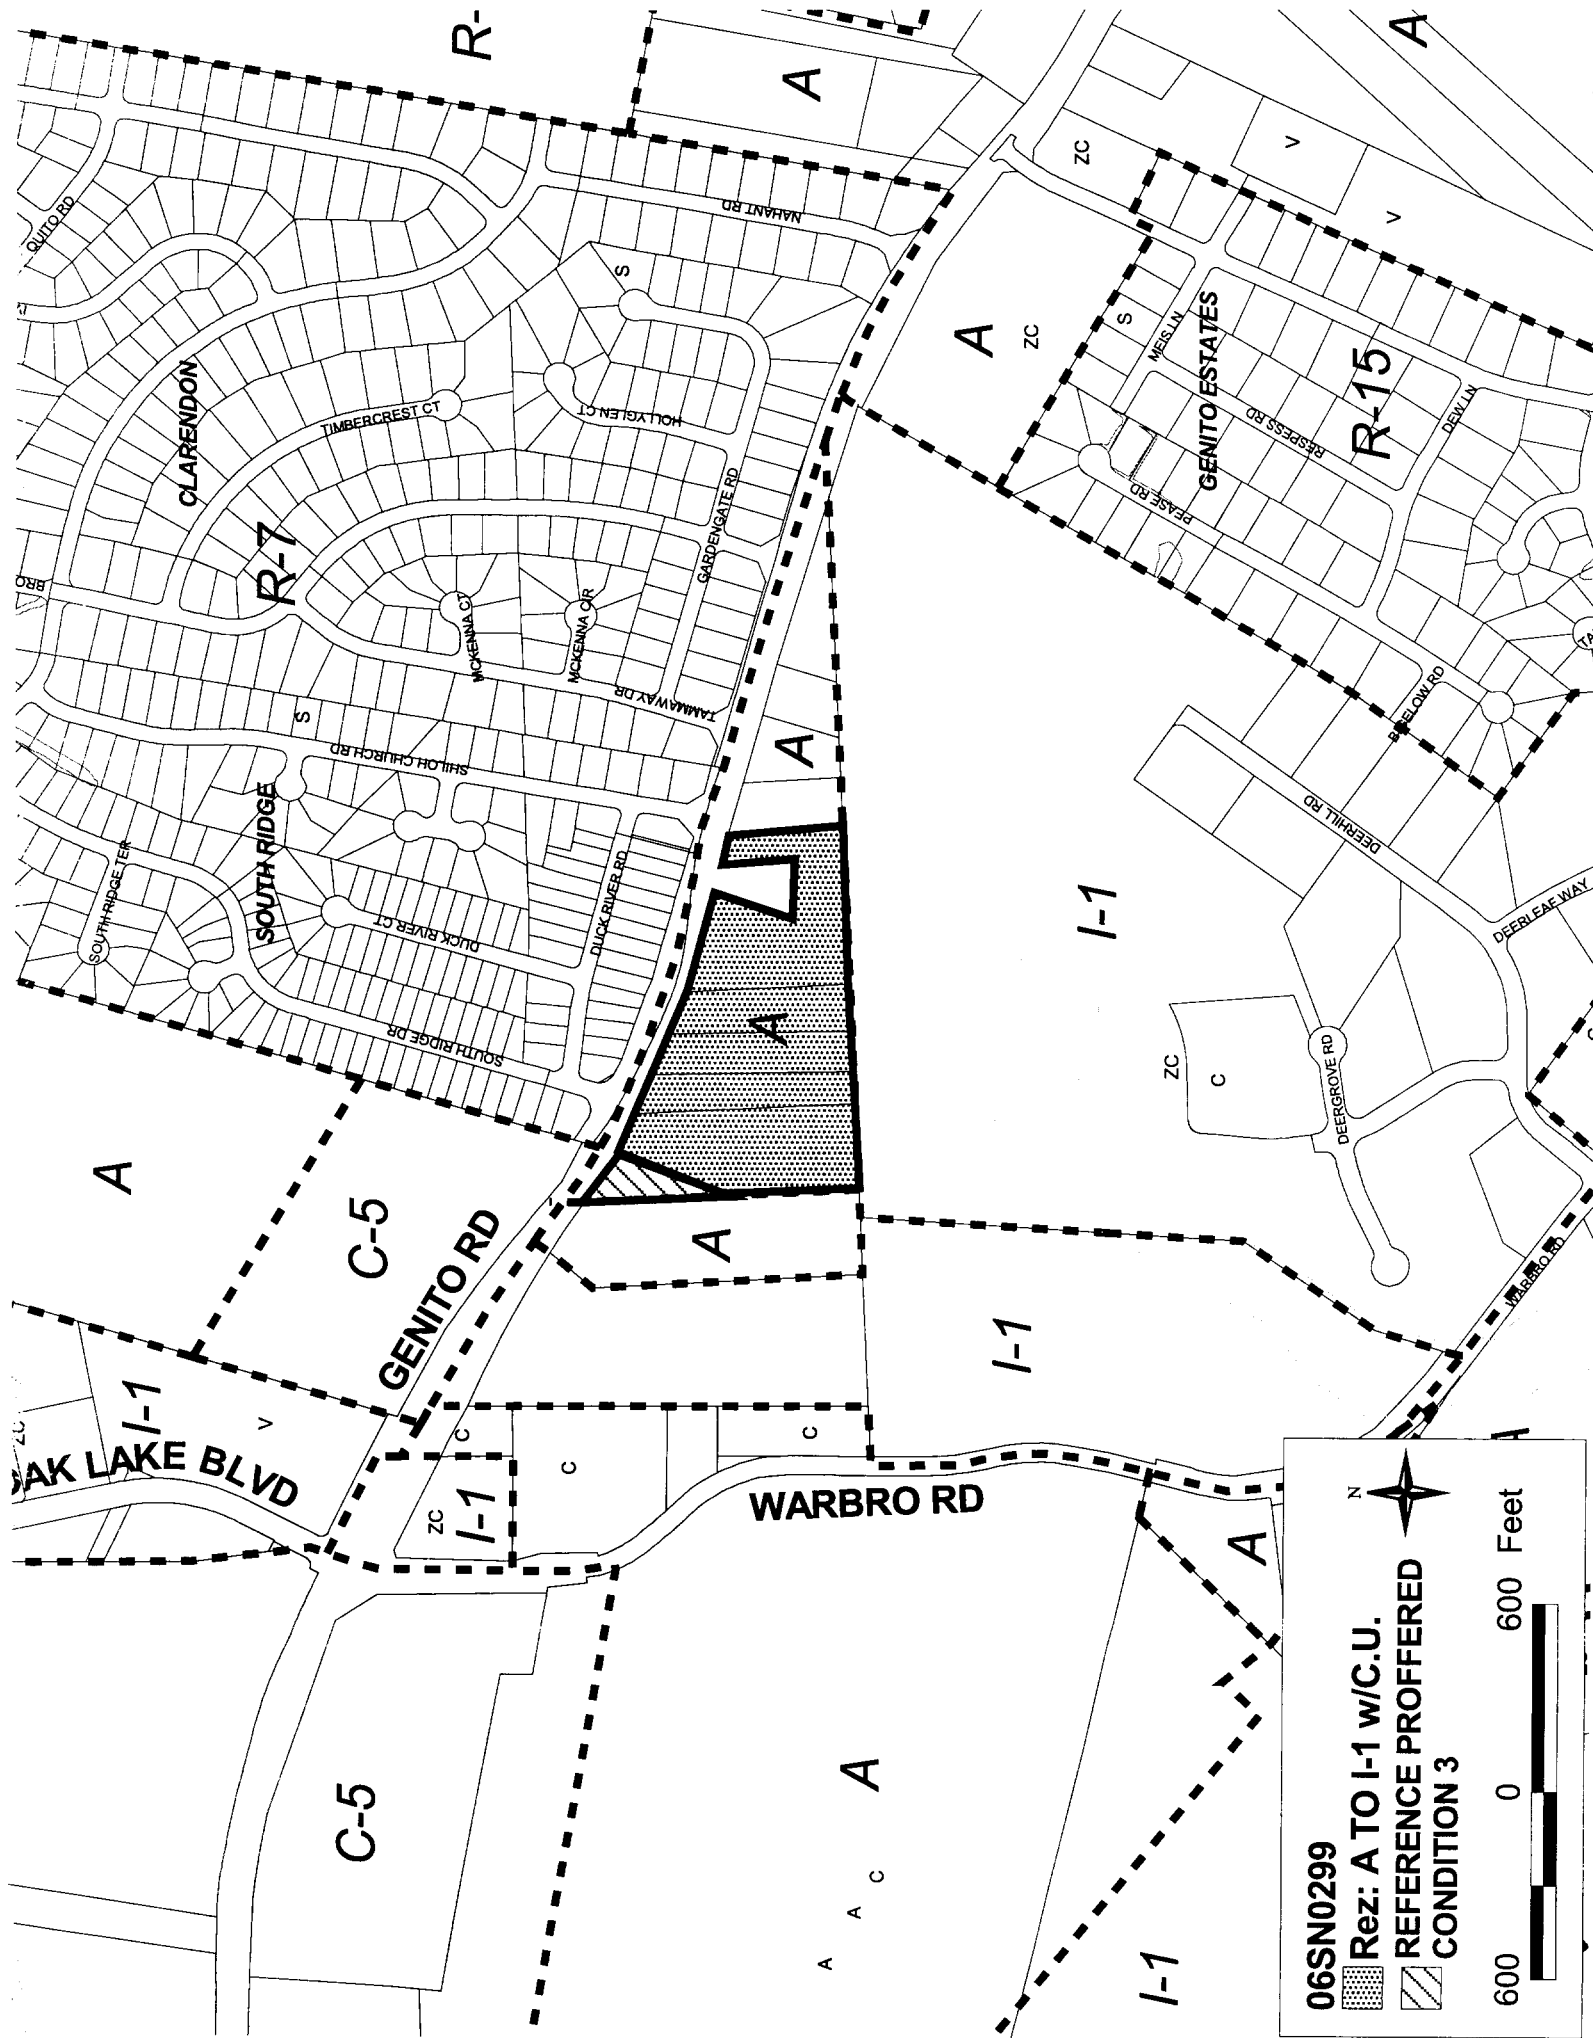 R-
A
A
QUITO RD
NAHANT RD
ZC
V
V
CLARENDON
TIMBERCREST CT
S
HOLLYGLEN CT
A
ZC
S
MEIS LN
GENITO ESTATES
R-15
RESPESS RD
DEW LN
PEASE RD
R-7
BRO
GARDENGATE RD
MCKENNA CT
MCKENNA CIR
TAMMAWAY DR
S
SHILOH CHURCH RD
A
BIGELOW RD
TA
DEERHILL RD
SOUTH RIDGE
SOUTH RIDGE TER
DUCK RIVER CT
DUCK RIVER RD
I-1
DEERLEAF WAY
SOUTH RIDGE DR
A
ZC
C
DEERGROVE RD
C
A
C-5
GENITO RD
A
I-1
WARBRO RD
ZC
I-1
V
OAK LAKE BLVD
C
C
C
ZC
I-1
WARBRO RD
A
A
C-5
A
A
A
C
I-1
06SN0299
Rez: A TO I-1 w/C.U.
REFERENCE PROFFERED
CONDITION 3
N
600 0 600 Feet